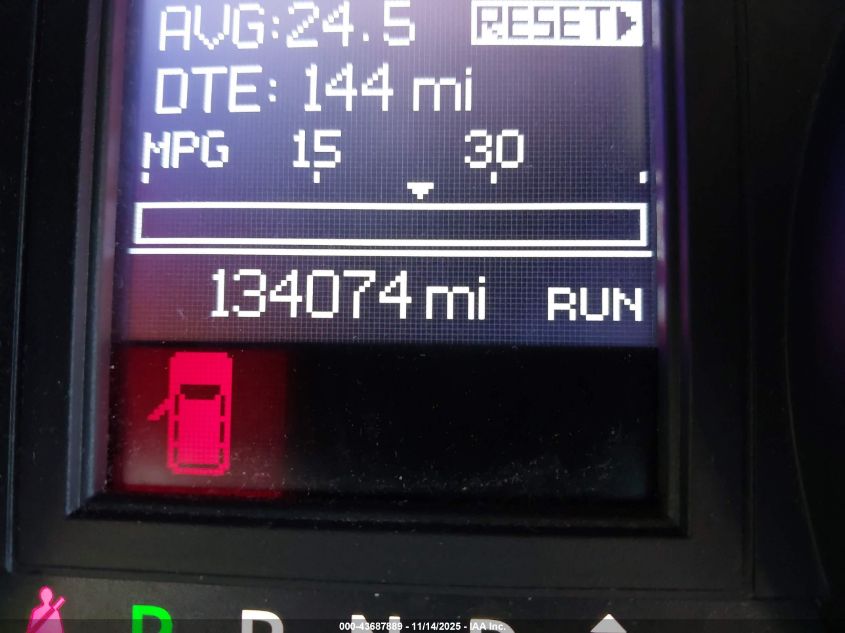 AVG:24.5 RESET
DTE: 144 mi
MPG 15 30
134074 mi RUN
P R N D
000-43687889 - 11/14/2025 - IAA Inc.